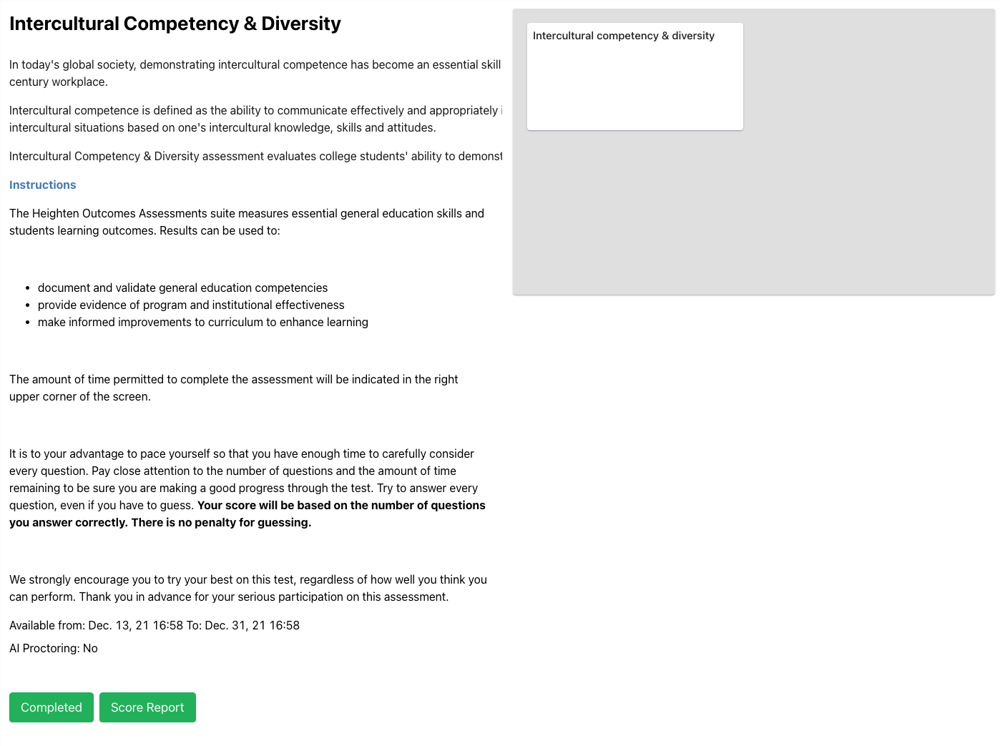 Intercultural Competency & Diversity
In today's global society, demonstrating intercultural competence has become an essential skill
century workplace.
Intercultural competence is defined as the ability to communicate effectively and appropriately
intercultural situations based on one's intercultural knowledge, skills and attitudes.
Intercultural Competency & Diversity assessment evaluates college students' ability to
Instructions
The Heighten Outcomes Assessments suite measures essential general education skills and
students learning outcomes. Results can be used to:
• document and validate general education competencies
• provide evidence of program and institutional effectiveness
• make informed improvements to curriculum to enhance learning
The amount of time permitted to complete the assessment will be indicated in the right
upper corner of the screen.
It is to your advantage to pace yourself so that you have enough time to carefully consider
every question. Pay close attention to the number of questions and the amount of time
remaining to be sure you are making a good progress through the test. Try to answer every
question, even if you have to guess. Your score will be based on the number of questions
you answer correctly. There is no penalty for guessing.
We strongly encourage you to try your best on this test, regardless of how well you think you
can perform. Thank you in advance for your serious participation on this assessment.
Available from: Dec. 13, 21 16:58 To: Dec. 31, 21 16:58
AI Proctoring: No
Completed
Score Report
Intercultural competency & diversity